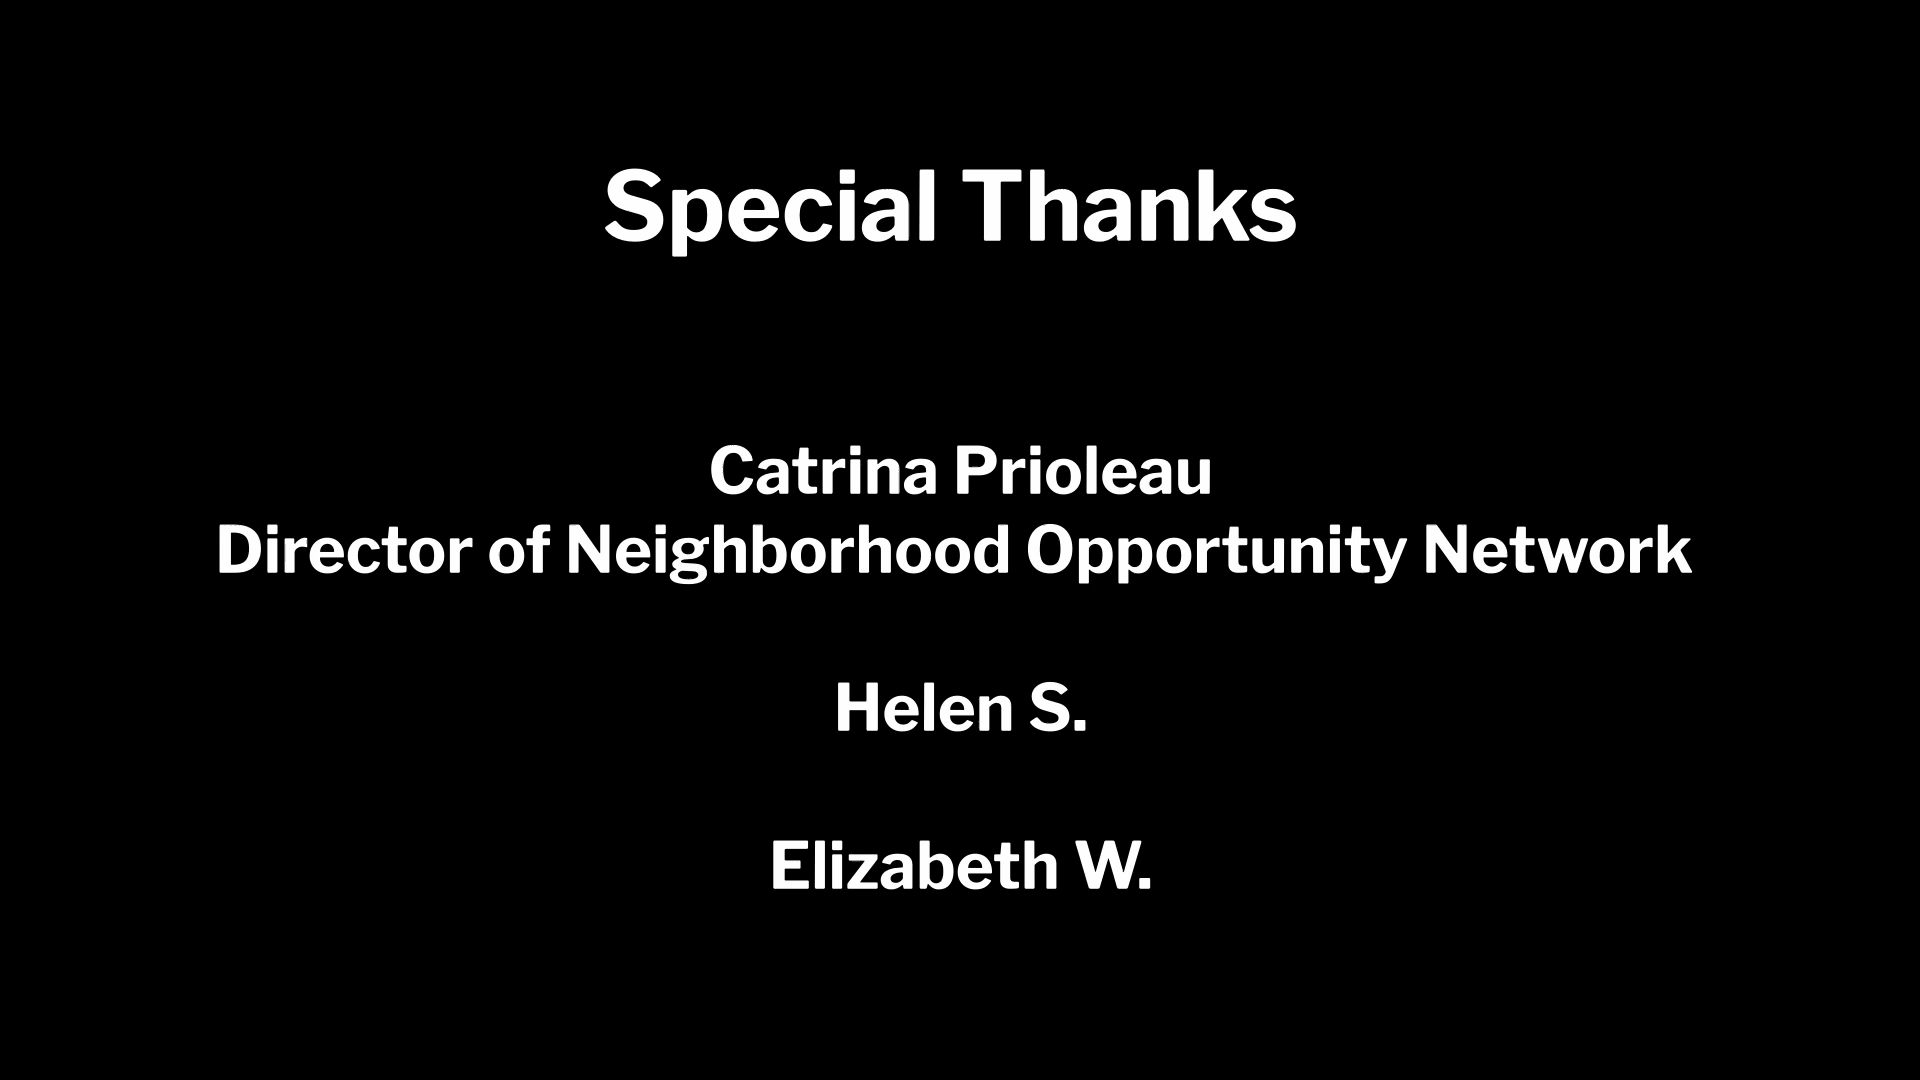 Special Thanks
Catrina Prioleau
Director of Neighborhood Opportunity Network
Helen S.
Elizabeth W.